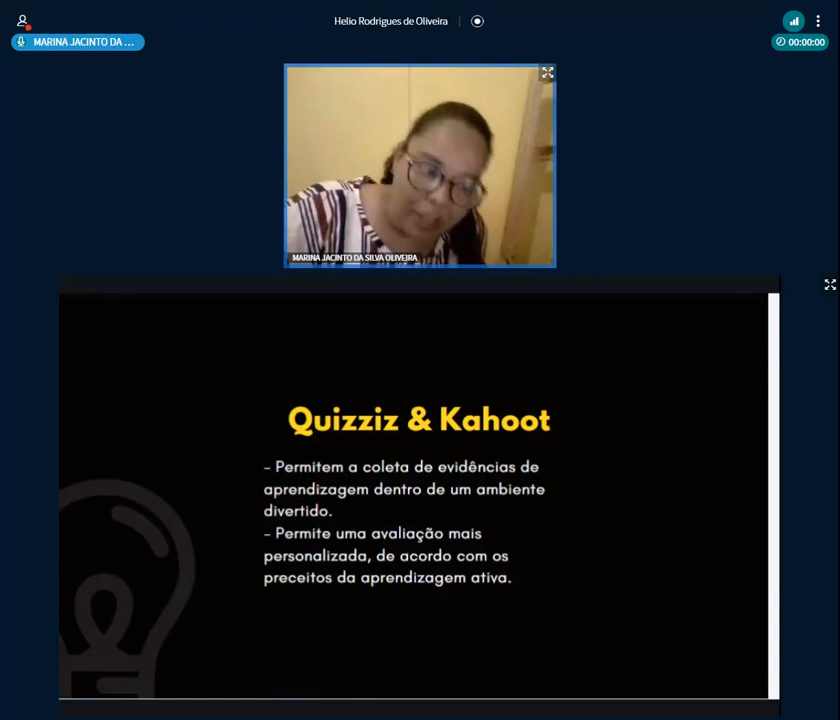 Helio Rodrigues de Oliveira
MARINA JACINTO DA ...
00:00:00
MARINA JACINTO DA SILVA OLIVEIRA
Quizziz & Kahoot
- Permitem a coleta de evidências de
aprendizagem dentro de um ambiente
divertido.
- Permite uma avaliação mais
personalizada, de acordo com os
preceitos da aprendizagem ativa.